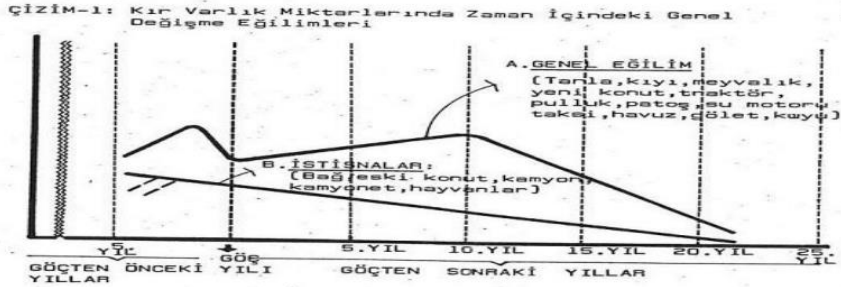 ÇİZİM-1: Kır Varlık Miktarlarında Zaman İçindeki Genel
Değişme Eğilimleri
A.GENEL EĞİLİM
(Tarla,kıyı,meyvalık,
yeni konut,traktör,
pulluk,patos,su motoru
taksi,havuz,gölet,kuyu)
B.İSTİSNALAR:
(Bağ,eski konut,kamyon,
kamyonet,hayvanlar)
5. YIL
GÖÇ YILI
5.YIL
10.YIL
15.YIL
20.YIL
25. YIL
GÖÇTEN ÖNCEKİ YILLAR
GÖÇTEN SONRAKİ YILLAR